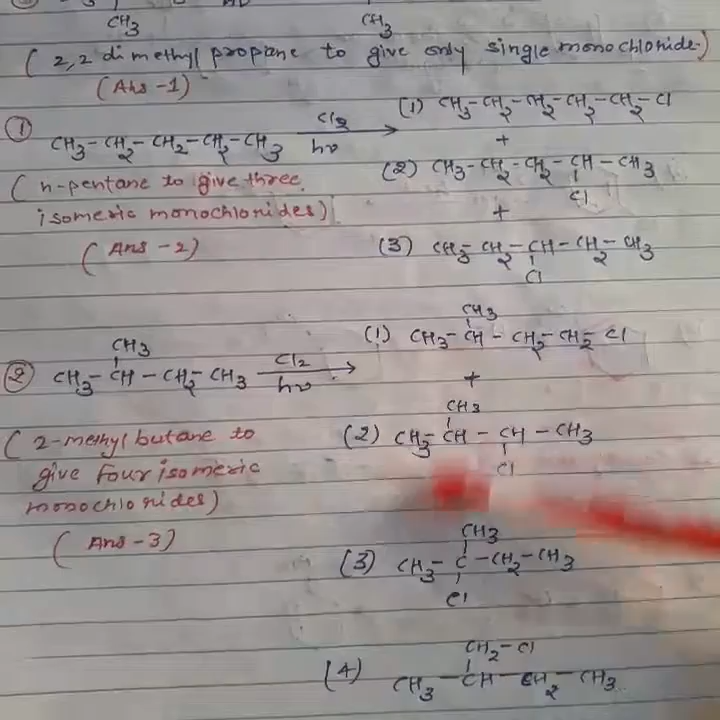 CH3 CH3
( 2,2 dimethyl propane to give only single monochloride.)
(Ans -1)
① CH3-CH2-CH2-CH2-CH3 Cl2 hν → (1) CH3-CH2-CH2-CH2-CH2-Cl
+
( n-pentane to give three (2) CH3-CH2-CH2-CH-CH3
Cl
isomeric monochlorides) +
( Ans -2) (3) CH3-CH2-CH-CH2-CH3
Cl
CH3
(1) CH3-CH-CH2-CH2-Cl
CH3
② CH3-CH-CH2-CH3 Cl2 hν → +
CH3
( 2-methyl butane to (2) CH3-CH-CH-CH3
Cl
give four isomeric
monochlorides)
( Ans -3)
CH3
(3) CH3-C-CH2-CH3
Cl
CH2-Cl
(4) CH3-CH-CH2-CH3